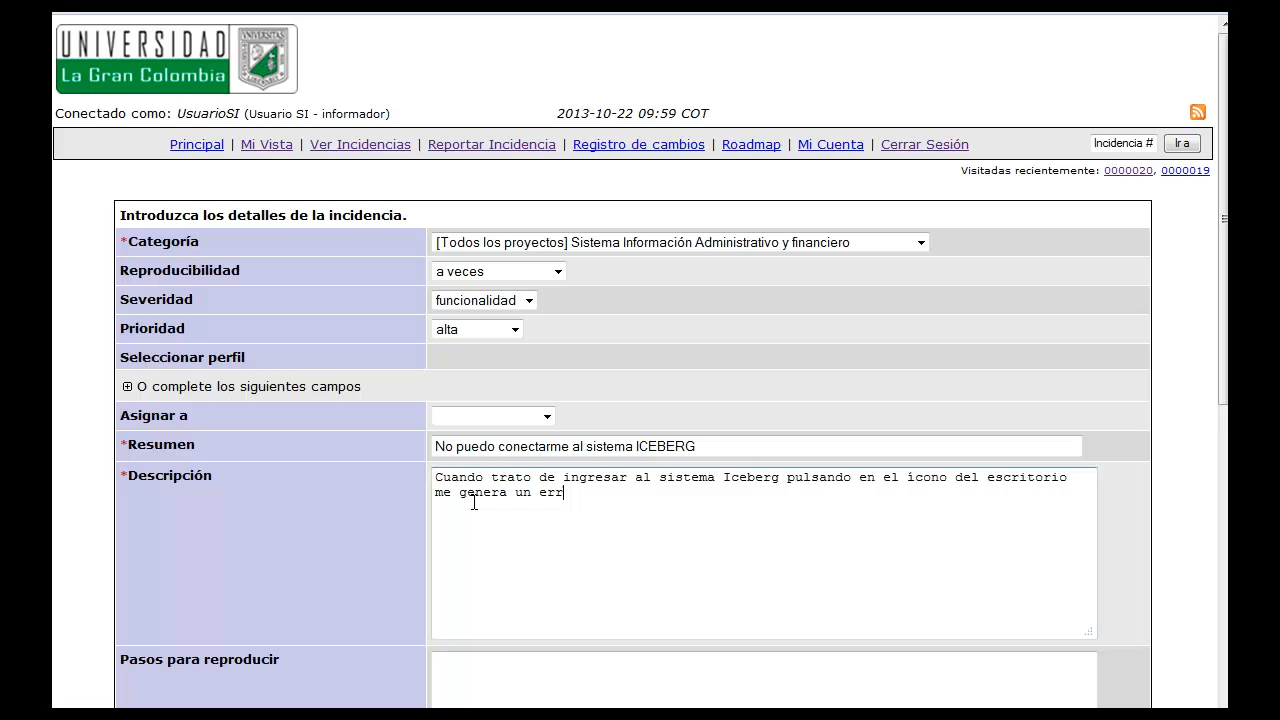 UNIVERSIDAD
La Gran Colombia
Conectado como: UsuarioSI (Usuario SI - informador)
2013-10-22 09:59 COT
Principal | Mi Vista | Ver Incidencias | Reportar Incidencia | Registro de cambios | Roadmap | Mi Cuenta | Cerrar Sesión
Incidencia # Ir a
Visitadas recientemente: 0000020, 0000019
Introduzca los detalles de la incidencia.
*Categoría [Todos los proyectos] Sistema Información Administrativo y financiero
Reproducibilidad a veces
Severidad funcionalidad
Prioridad alta
Seleccionar perfil
O complete los siguientes campos
Asignar a
*Resumen No puedo conectarme al sistema ICEBERG
*Descripción Cuando trato de ingresar al sistema Iceberg pulsando en el ícono del escritorio
me genera un err
Pasos para reproducir